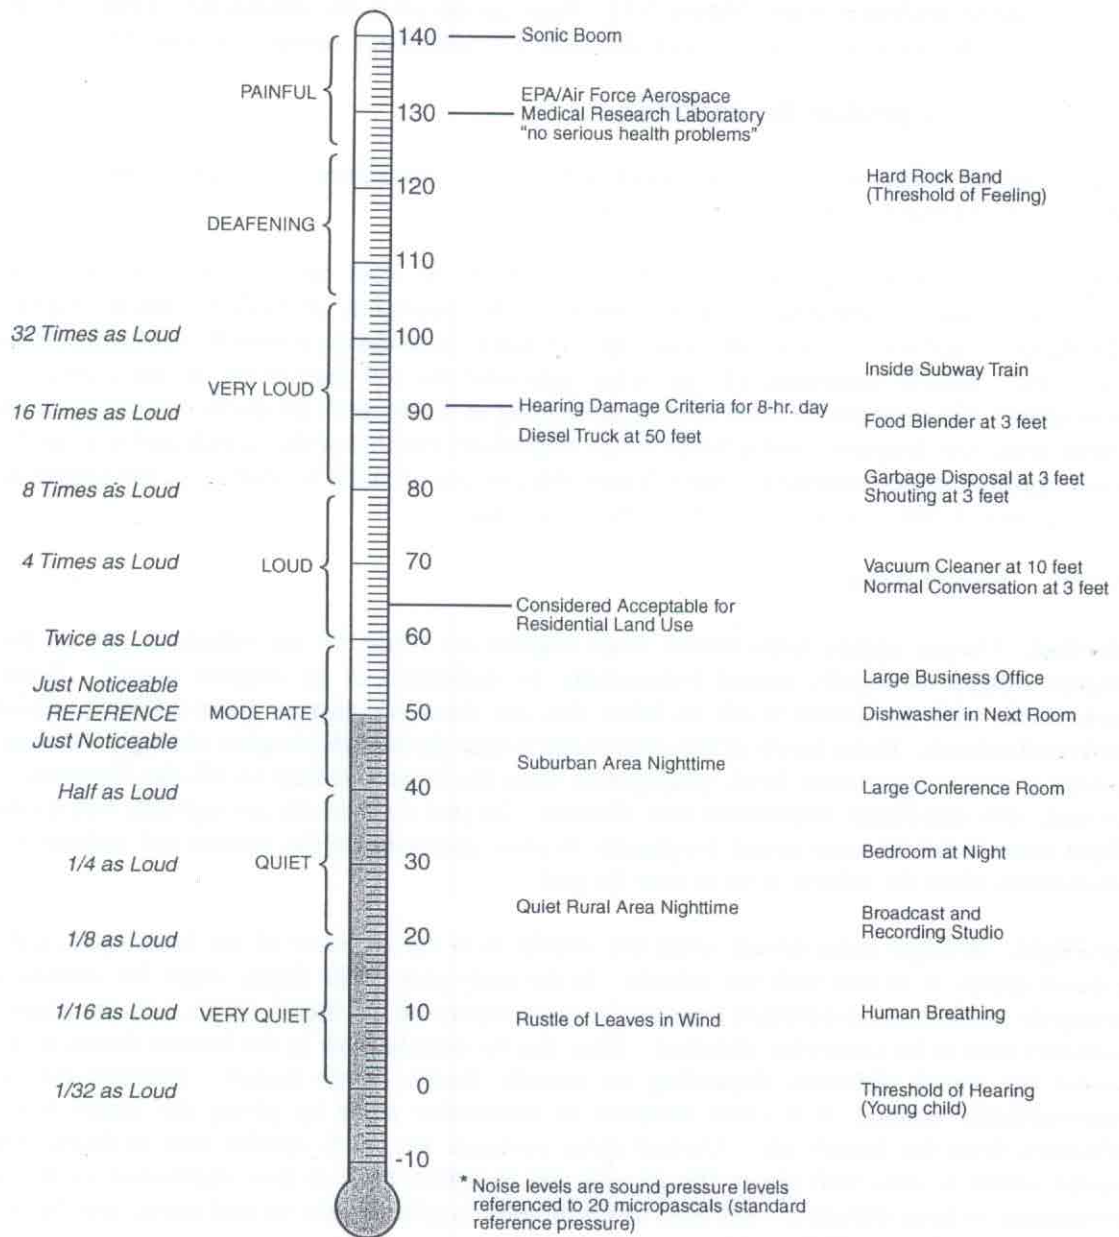 140
Sonic Boom
PAINFUL
EPA/Air Force Aerospace
130
Medical Research Laboratory
"no serious health problems"
Hard Rock Band
120
(Threshold of Feeling)
DEAFENING
110
32 Times as Loud
100
Inside Subway Train
VERY LOUD
16 Times as Loud
90
Hearing Damage Criteria for 8-hr. day
Food Blender at 3 feet
Diesel Truck at 50 feet
8 Times as Loud
80
Garbage Disposal at 3 feet
Shouting at 3 feet
4 Times as Loud
LOUD
70
Vacuum Cleaner at 10 feet
Normal Conversation at 3 feet
Considered Acceptable for
Residential Land Use
Twice as Loud
60
Just Noticeable
Large Business Office
REFERENCE
MODERATE
50
Dishwasher in Next Room
Just Noticeable
Suburban Area Nighttime
Half as Loud
40
Large Conference Room
1/4 as Loud
QUIET
30
Bedroom at Night
Quiet Rural Area Nighttime
Broadcast and
Recording Studio
1/8 as Loud
20
1/16 as Loud
VERY QUIET
10
Rustle of Leaves in Wind
Human Breathing
1/32 as Loud
0
Threshold of Hearing
(Young child)
-10
* Noise levels are sound pressure levels
referenced to 20 micropascals (standard
reference pressure)